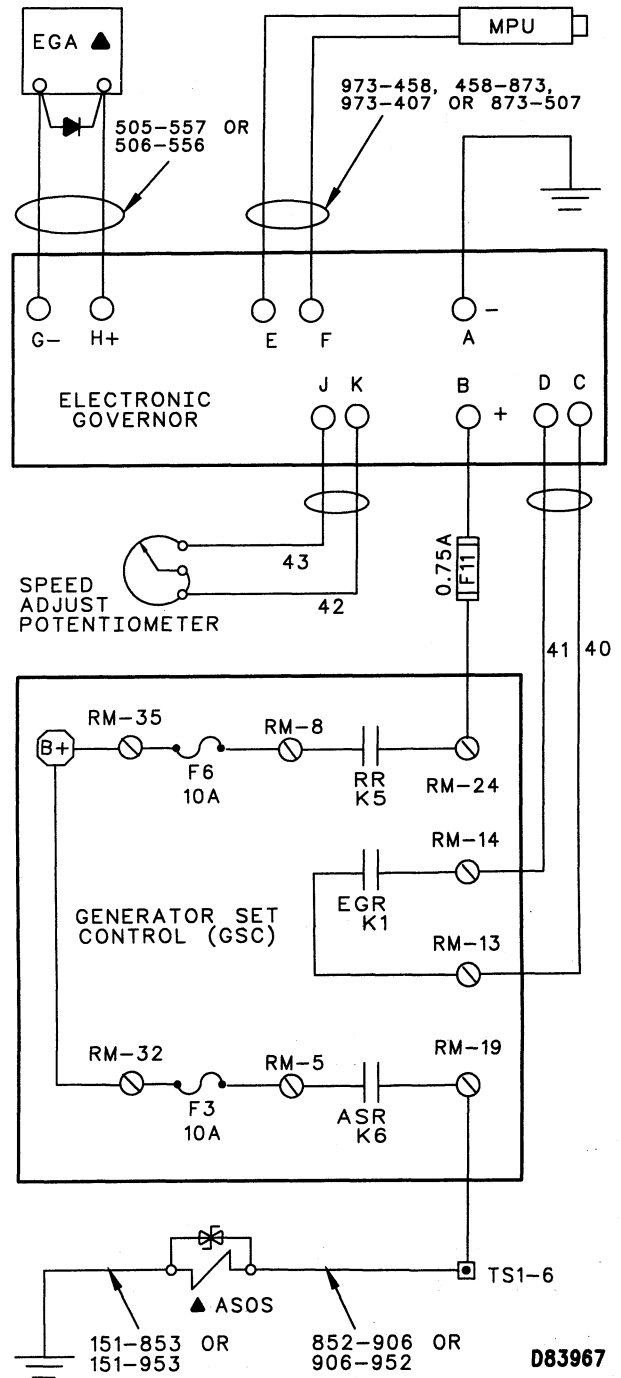 EGA
MPU
973-458, 458-873,
973-407 OR 873-507
505-557 OR
506-556
G-
H+
E
F
-
A
J
K
B
D
C
+
ELECTRONIC
GOVERNOR
43
42
SPEED
ADJUST
POTENTIOMETER
0.75A
F11
41
40
B+
RM-35
F6
10A
RM-8
RR
K5
RM-24
RM-14
EGR
K1
GENERATOR SET
CONTROL (GSC)
RM-13
RM-32
F3
10A
RM-5
ASR
K6
RM-19
TS1-6
ASOS
151-853 OR
151-953
852-906 OR
906-952
D83967